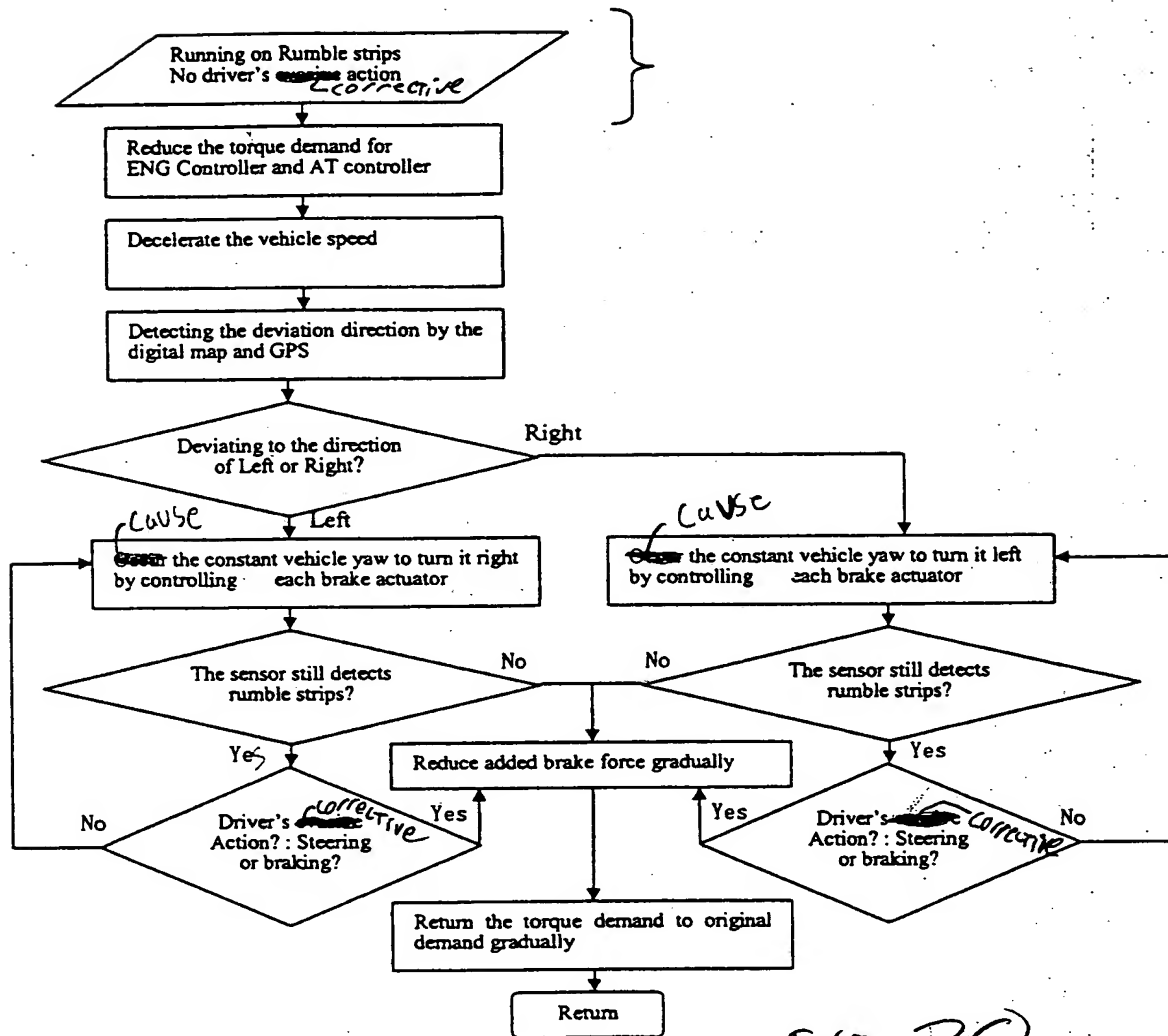 Running on Rumble strips
No driver's action
corrective
Reduce the torque demand for
ENG Controller and AT controller
Decelerate the vehicle speed
Detecting the deviation direction by the
digital map and GPS
Deviating to the direction
of Left or Right?
Right
Left
cause
the constant vehicle yaw to turn it right
by controlling each brake actuator
cause
the constant vehicle yaw to turn it left
by controlling each brake actuator
The sensor still detects
rumble strips?
No
No
The sensor still detects
rumble strips?
Yes
Reduce added brake force gradually
Yes
No
Driver's corrective
Action? : Steering
or braking?
Yes
Yes
Driver's corrective
Action? : Steering
or braking?
No
Return the torque demand to original
demand gradually
Return